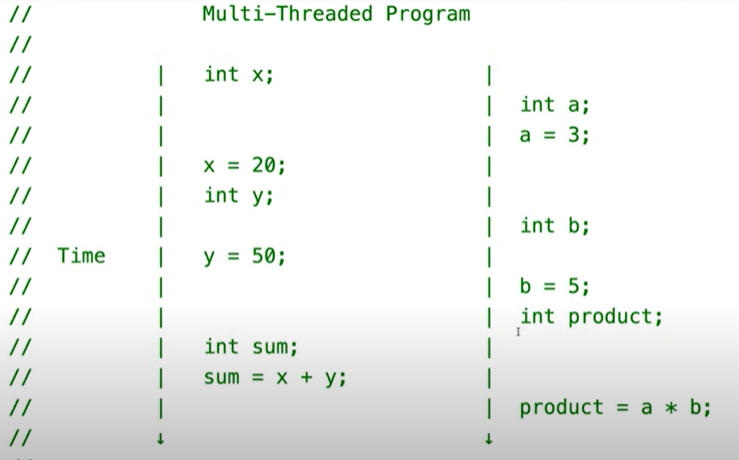 //              Multi-Threaded Program
//
//          |   int x;                  |
//          |                           |  int a;
//          |                           |  a = 3;
//          |   x = 20;                 |
//          |   int y;                  |
//          |                           |  int b;
//  Time    |   y = 50;                 |
//          |                           |  b = 5;
//          |                           |  int product;
//          |   int sum;                |
//          |   sum = x + y;            |
//          |                           |  product = a * b;
//          ↓                           ↓